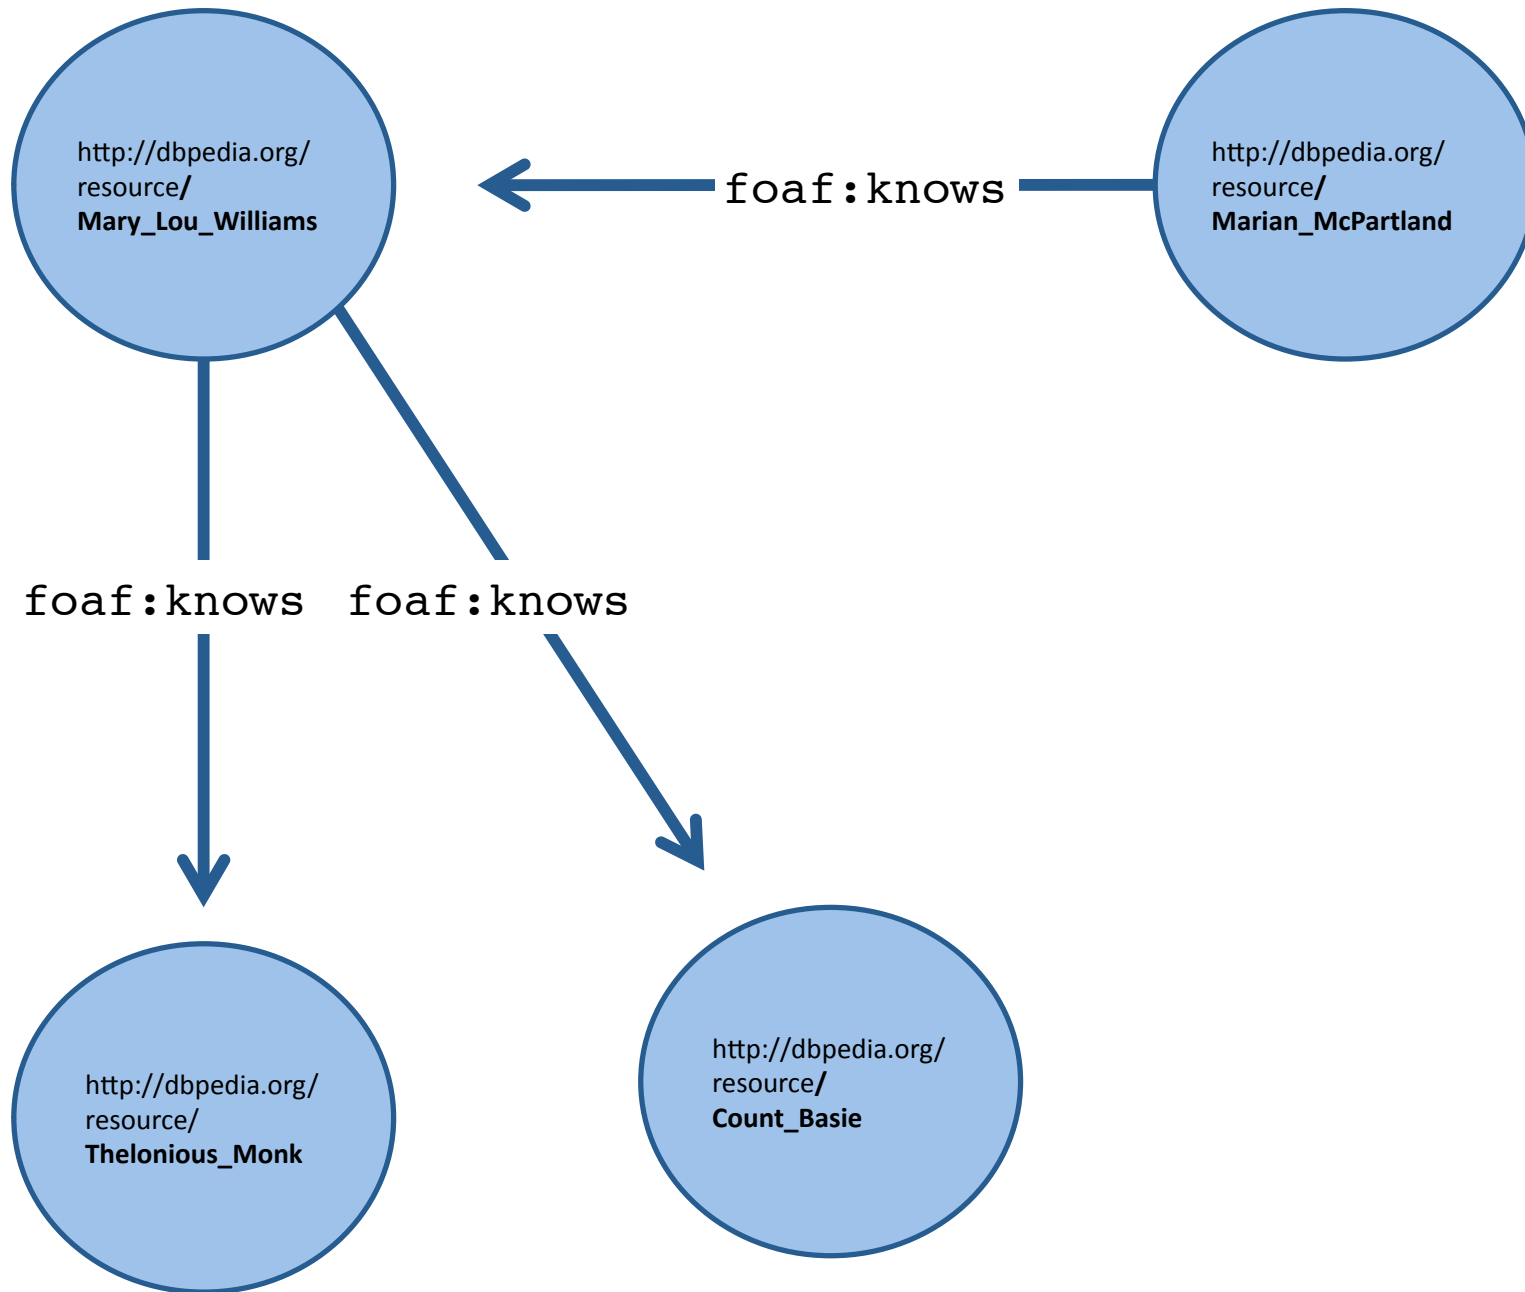 http://dbpedia.org/
resource/
Mary_Lou_Williams
foaf:knows
http://dbpedia.org/
resource/
Marian_McPartland
foaf:knows
foaf:knows
http://dbpedia.org/
resource/
Thelonious_Monk
http://dbpedia.org/
resource/
Count_Basie